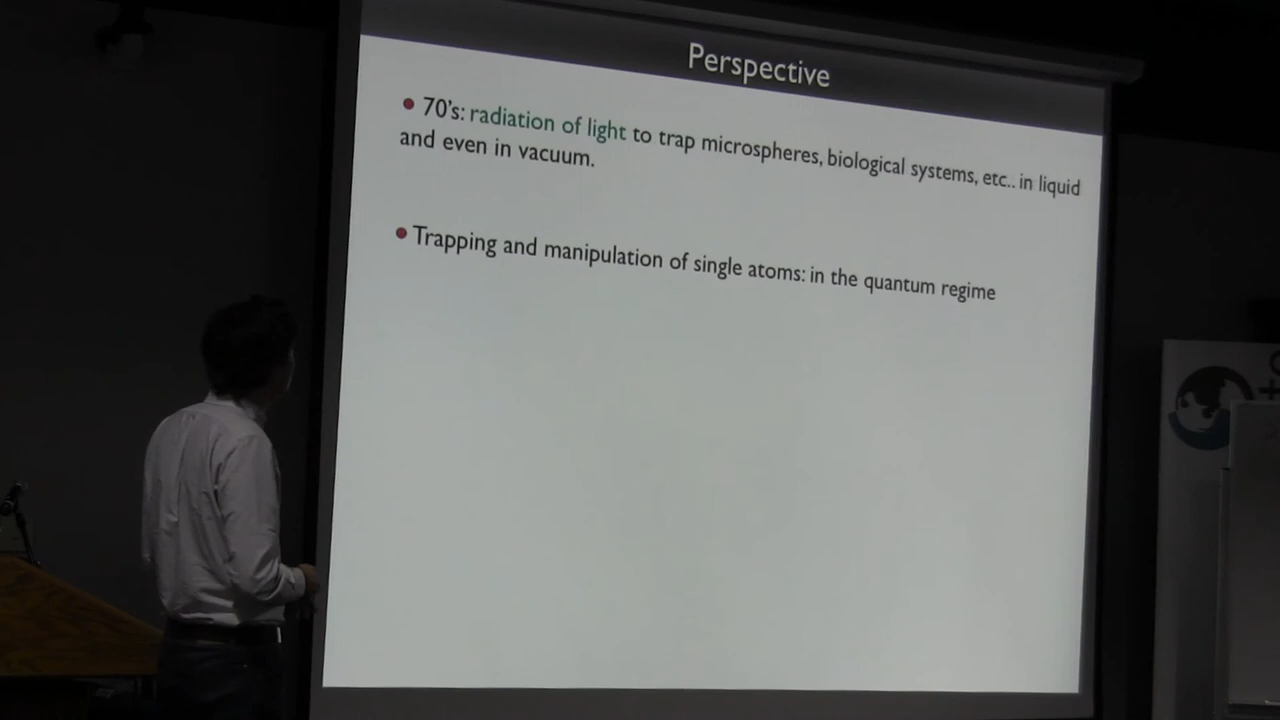 Perspective
• 70's: radiation of light to trap microspheres, biological systems, etc.. in liquid
and even in vacuum.
• Trapping and manipulation of single atoms: in the quantum regime